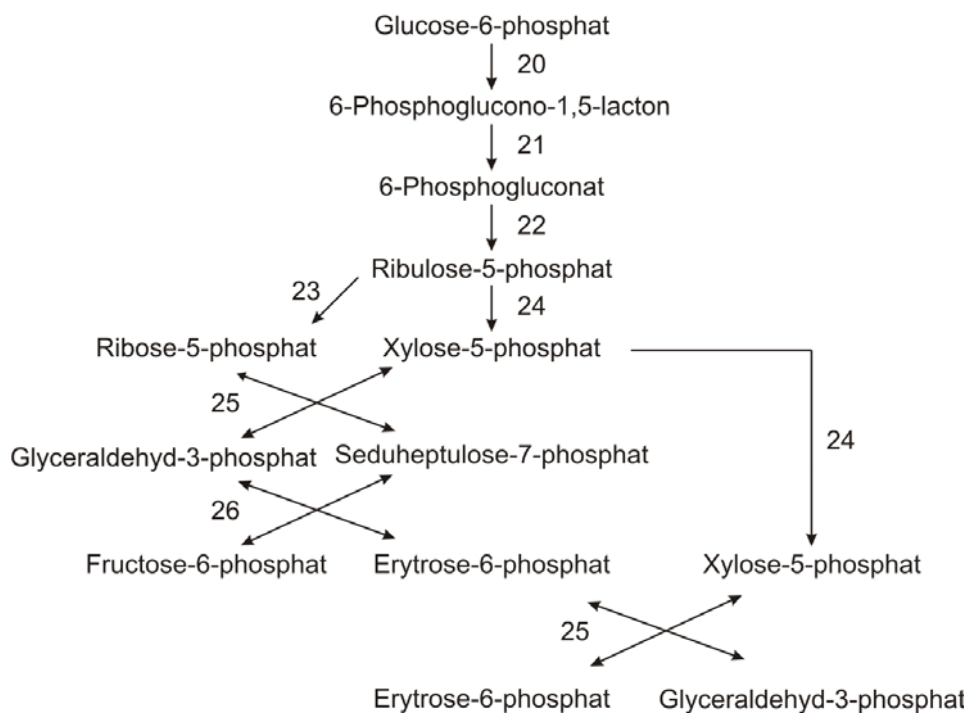 Glucose-6-phosphat
20
6-Phosphoglucono-1,5-lacton
21
6-Phosphogluconat
22
Ribulose-5-phosphat
23
24
Ribose-5-phosphat
Xylose-5-phosphat
25
24
Glyceraldehyd-3-phosphat
Seduheptulose-7-phosphat
26
Fructose-6-phosphat
Erytrose-6-phosphat
Xylose-5-phosphat
25
Erytrose-6-phosphat
Glyceraldehyd-3-phosphat